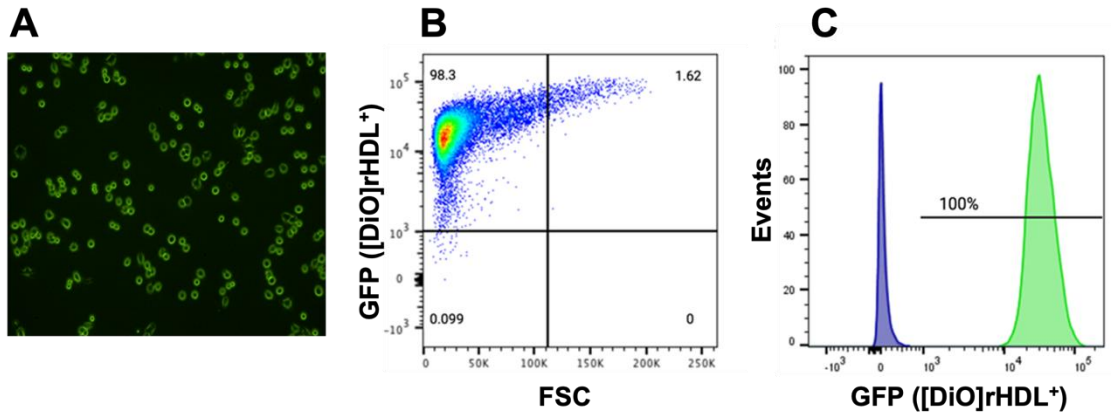 A
B
C
GFP ([DiO]rHDL⁺)
98.3
1.62
0.099
0
10⁵
10⁴
10³
0
-10³
0
50K
100K
150K
200K
250K
FSC
Events
100
80
60
40
20
0
100%
-10³
0
10³
10⁴
10⁵
GFP ([DiO]rHDL⁺)